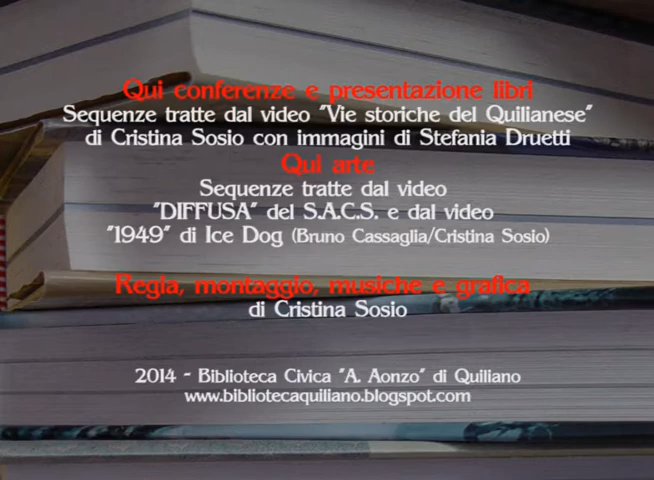 Qui conferenze e presentazione libri
Sequenze tratte dal video "Vie storiche del Quilianese"
di Cristina Sosio con immagini di Stefania Druetti
Qui arte
Sequenze tratte dal video
"DIFFUSA" del S.A.C.S. e dal video
"1949" di Ice Dog (Bruno Cassaglia/Cristina Sosio)
Regia, montaggio, musiche e grafica
di Cristina Sosio
2014 - Biblioteca Civica "A. Aonzo" di Quiliano
www.bibliotecaquiliano.blogspot.com